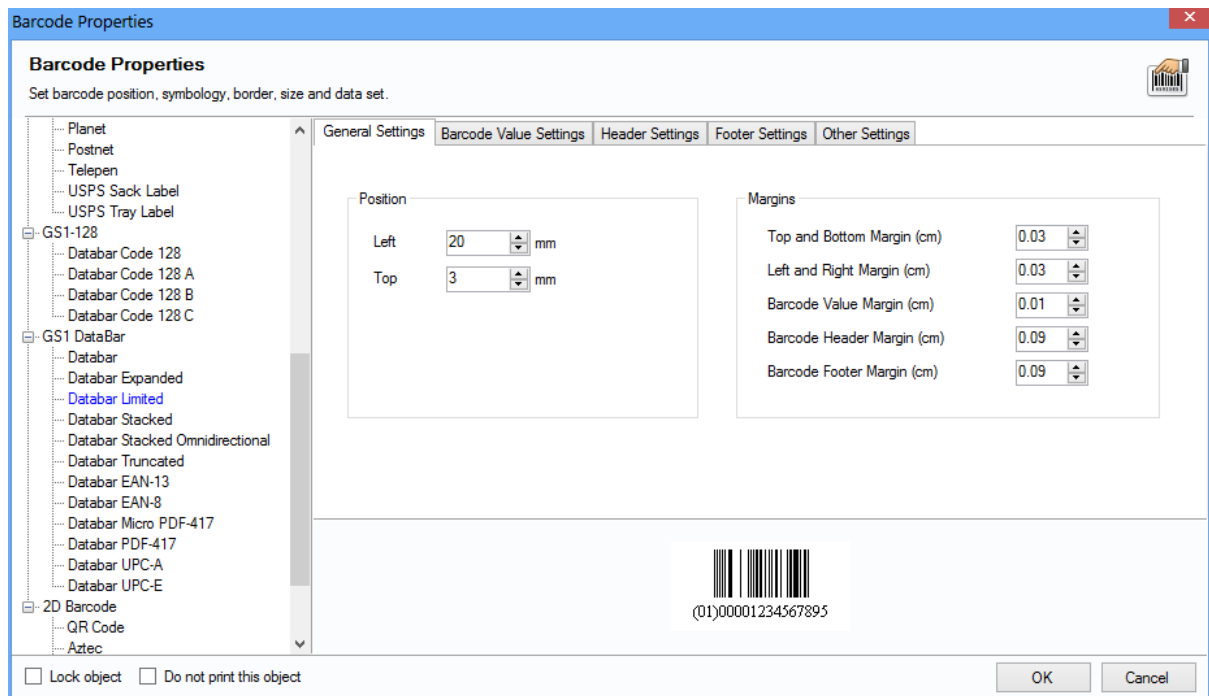 Barcode Properties
Barcode Properties
Set barcode position, symbology, border, size and data set.
Planet
Postnet
Telepen
USPS Sack Label
USPS Tray Label
GS1-128
Databar Code 128
Databar Code 128 A
Databar Code 128 B
Databar Code 128 C
GS1 DataBar
Databar
Databar Expanded
Databar Limited
Databar Stacked
Databar Stacked Omnidirectional
Databar Truncated
Databar EAN-13
Databar EAN-8
Databar Micro PDF-417
Databar PDF-417
Databar UPC-A
Databar UPC-E
2D Barcode
QR Code
Aztec
General Settings Barcode Value Settings Header Settings Footer Settings Other Settings
Position
Left 20 mm
Top 3 mm
Margins
Top and Bottom Margin (cm) 0.03
Left and Right Margin (cm) 0.03
Barcode Value Margin (cm) 0.01
Barcode Header Margin (cm) 0.09
Barcode Footer Margin (cm) 0.09
(01)00001234567895
Lock object Do not print this object
OK Cancel